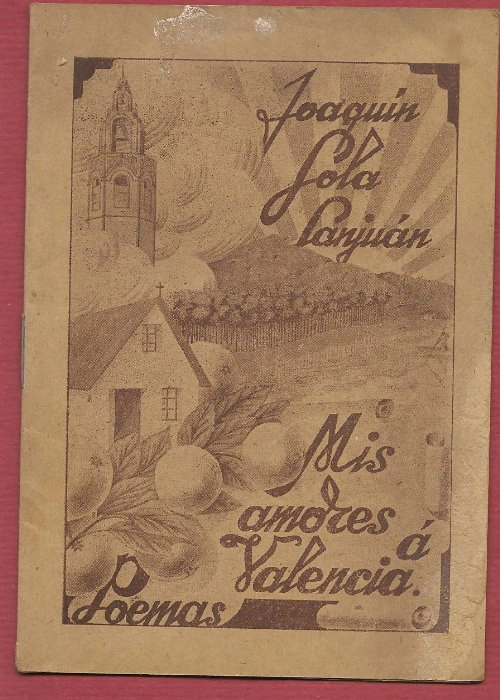 Joaquín
Sola
Sanjuán
Mis
amores
á
Valencia.
Poemas